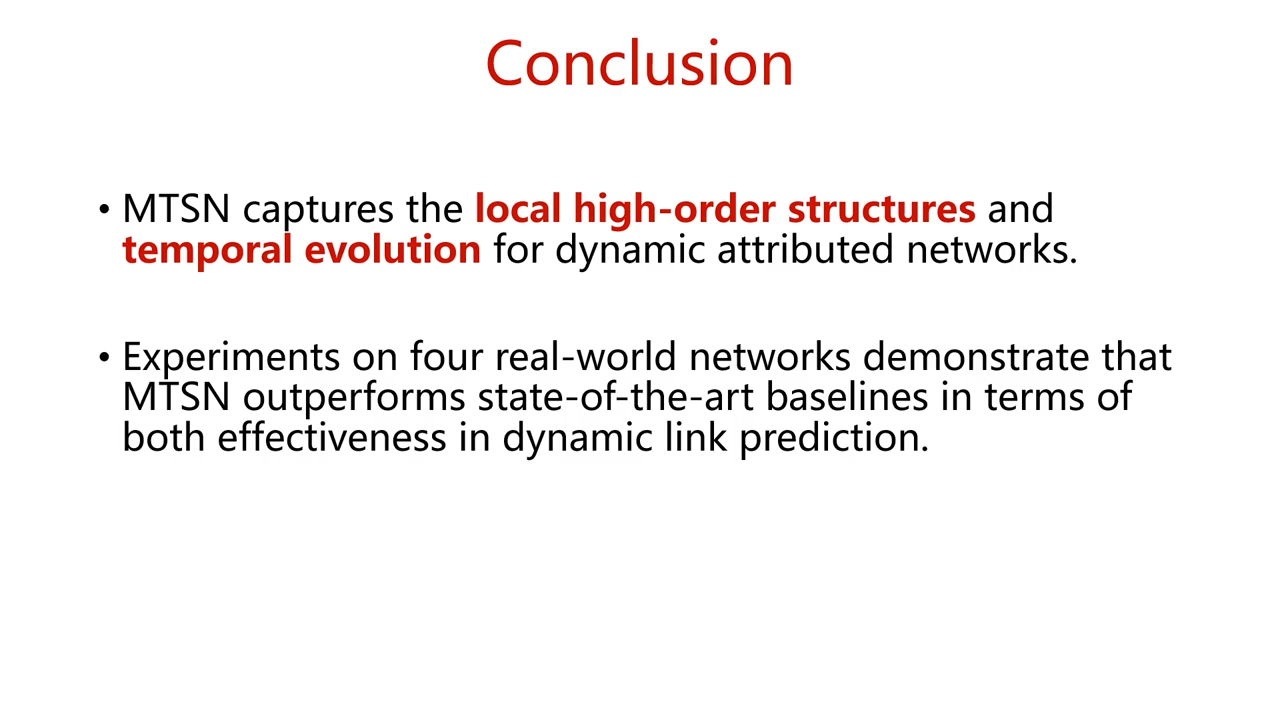 Conclusion
• MTSN captures the local high-order structures and
temporal evolution for dynamic attributed networks.
• Experiments on four real-world networks demonstrate that
MTSN outperforms state-of-the-art baselines in terms of
both effectiveness in dynamic link prediction.